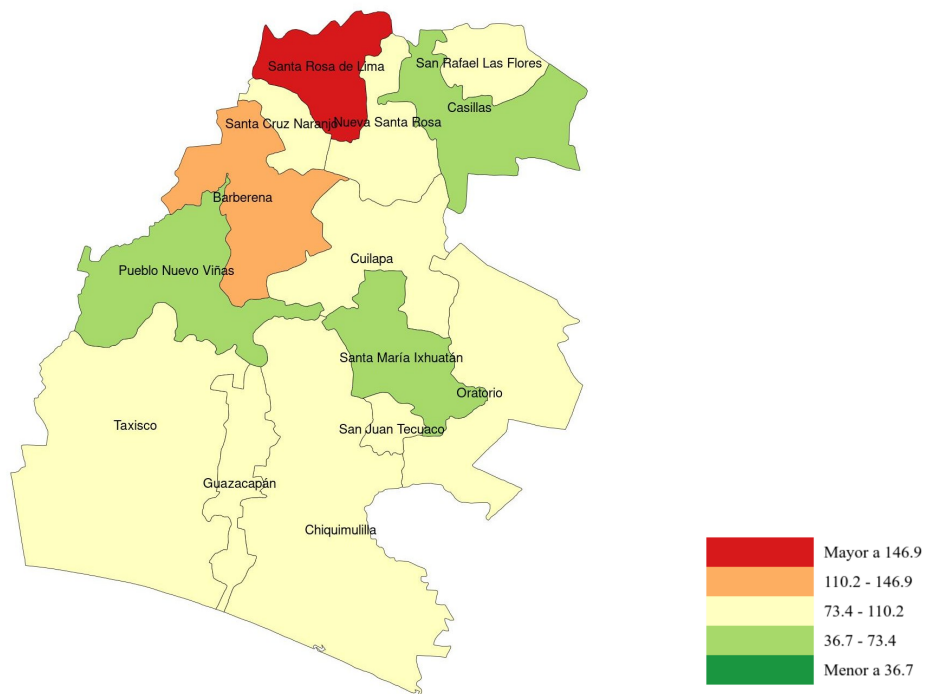 San Rafael Las Flores
Santa Rosa de Lima
Casillas
Santa Cruz Naranjo
Nueva Santa Rosa
Barberena
Cuilapa
Pueblo Nuevo Viñas
Santa María Ixhuatán
Oratorio
Taxisco
San Juan Tecuaco
Guazacapán
Chiquimulilla
Mayor a 146.9
110.2 - 146.9
73.4 - 110.2
36.7 - 73.4
Menor a 36.7